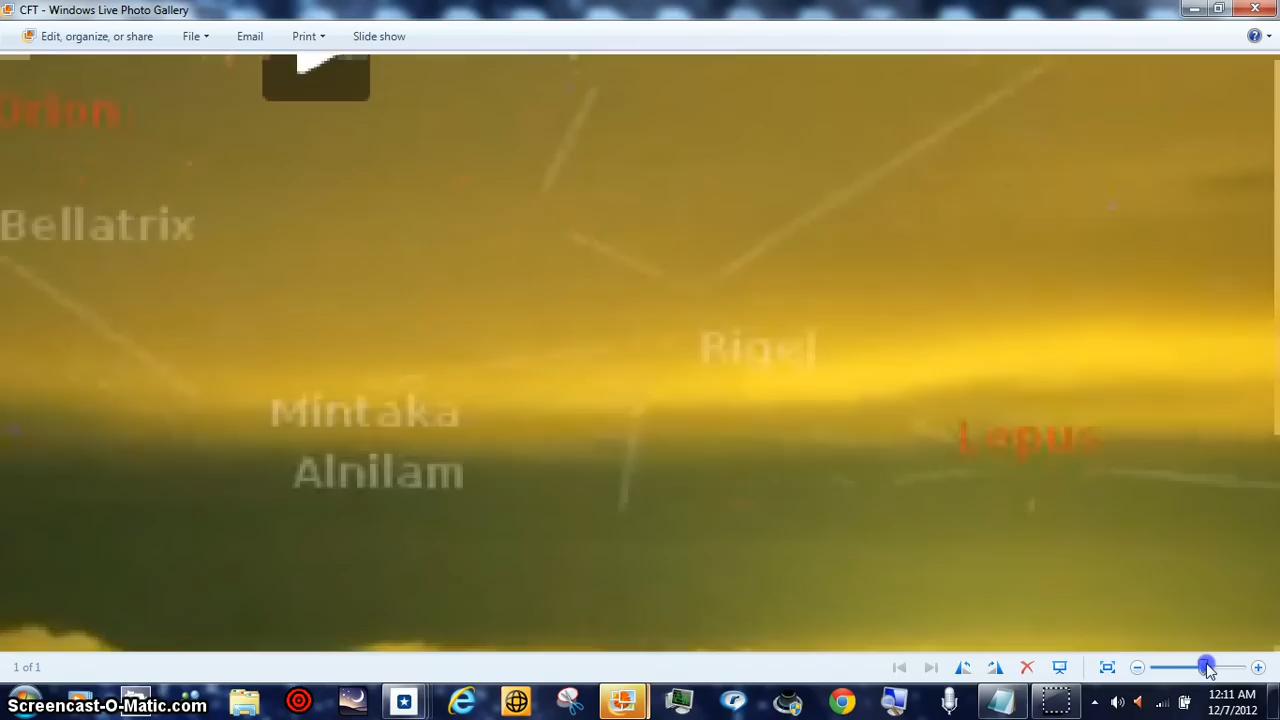 CFT - Windows Live Photo Gallery
Edit, organize, or share File Email Print Slide show
Orion
Bellatrix
Rigel
Mintaka
Lepus
Alnilam
1 of 1
12:11 AM
12/7/2012
Screencast-O-Matic.com